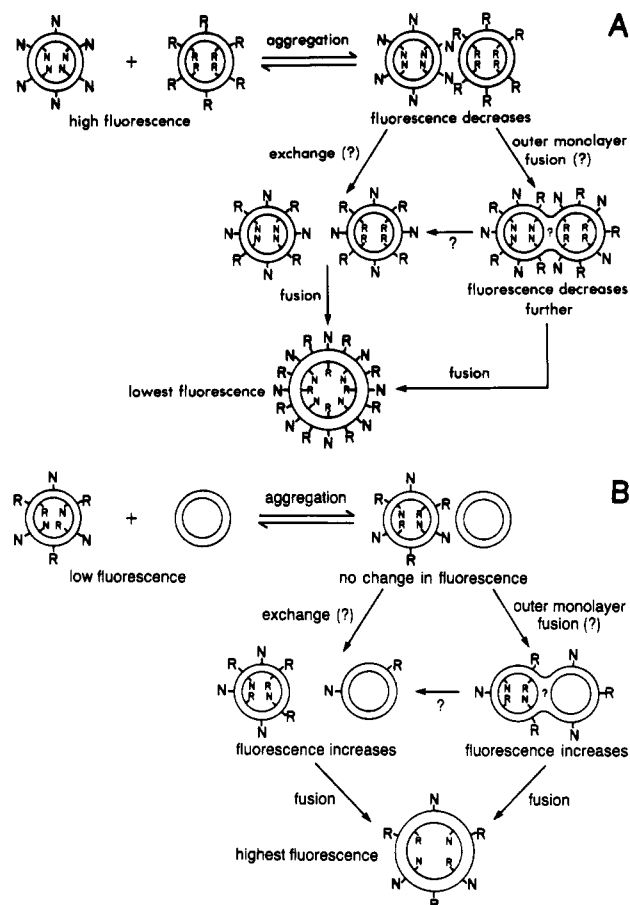 A
N N N N N N
N N N N
+
R R R R R R
R R R R
aggregation
N N N N N N
N N N N
R R R R R R
R R R R
high fluorescence
fluorescence decreases
exchange (?)
outer monolayer
fusion (?)
?
?
fluorescence decreases
further
fusion
fusion
lowest fluorescence
B
N R R N N R
R N N R
+
aggregation
low fluorescence
no change in fluorescence
exchange (?)
outer monolayer
fusion (?)
?
?
fluorescence increases
fluorescence increases
fusion
fusion
highest fluorescence